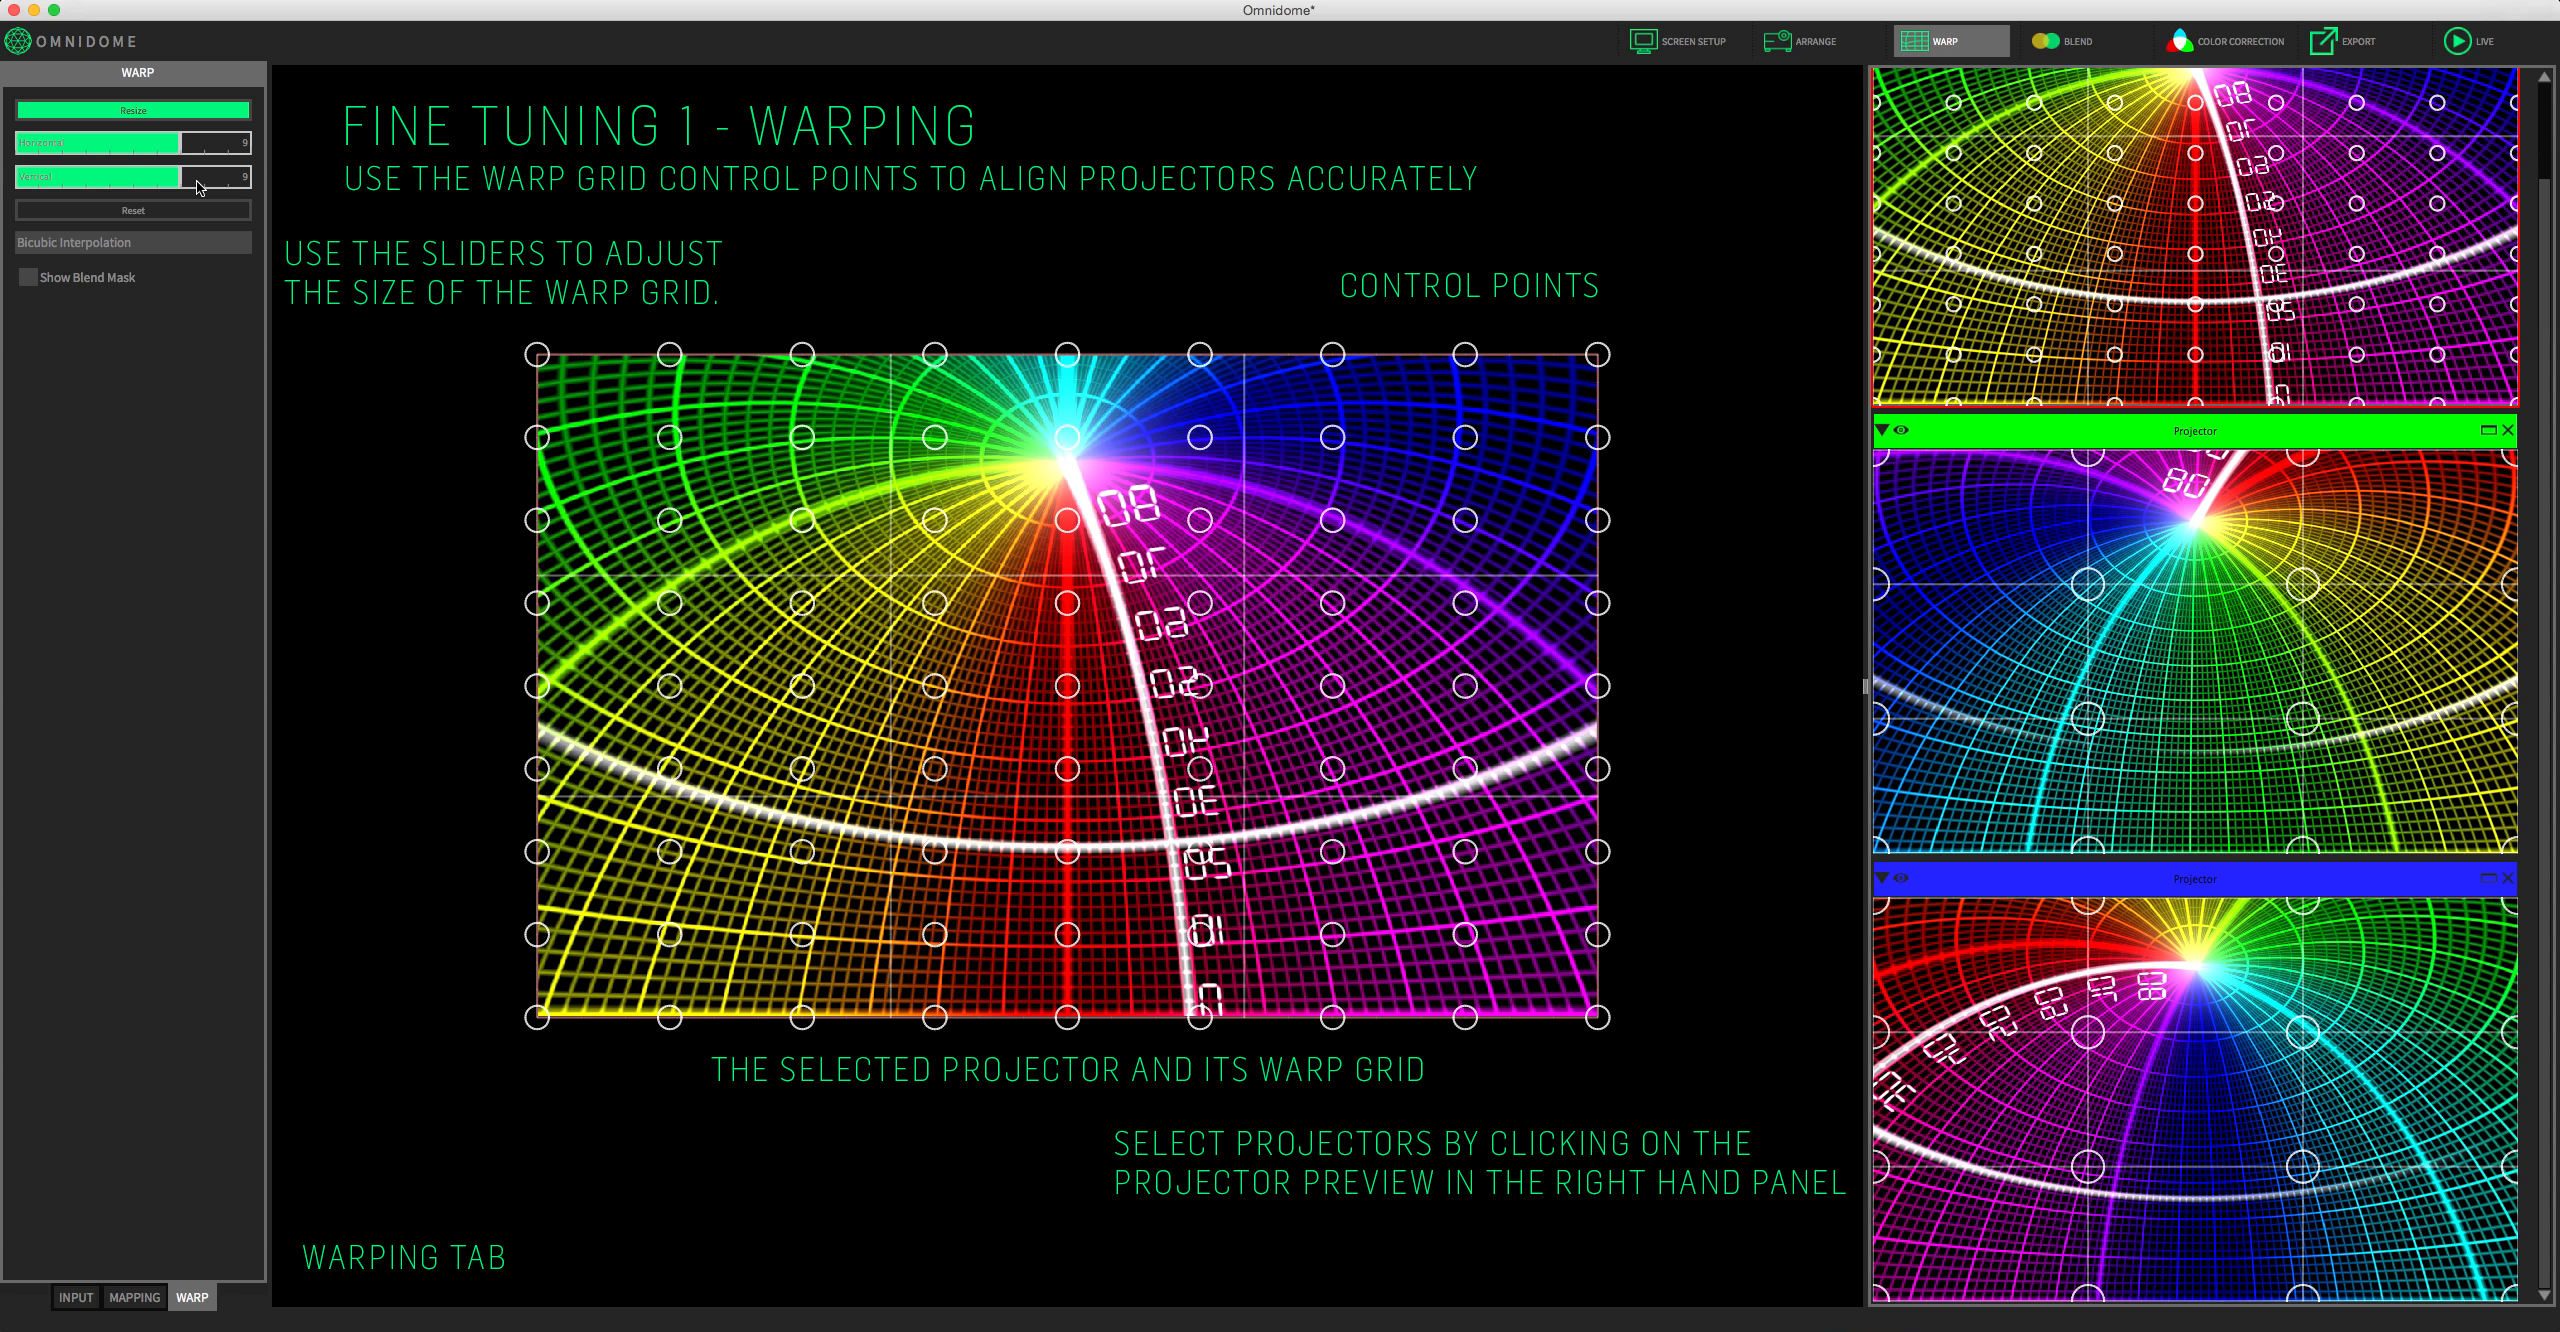 Omnidome*
OMNIDOME
SCREEN SETUP
ARRANGE
WARP
BLEND
COLOR CORRECTION
EXPORT
LIVE
WARP
Resize
Horizontal 9
Vertical 9
Reset
Bicubic Interpolation
Show Blend Mask
FINE TUNING 1 - WARPING
USE THE WARP GRID CONTROL POINTS TO ALIGN PROJECTORS ACCURATELY
USE THE SLIDERS TO ADJUST
THE SIZE OF THE WARP GRID.
CONTROL POINTS
THE SELECTED PROJECTOR AND ITS WARP GRID
SELECT PROJECTORS BY CLICKING ON THE
PROJECTOR PREVIEW IN THE RIGHT HAND PANEL
WARPING TAB
Projector
Projector
INPUT
MAPPING
WARP